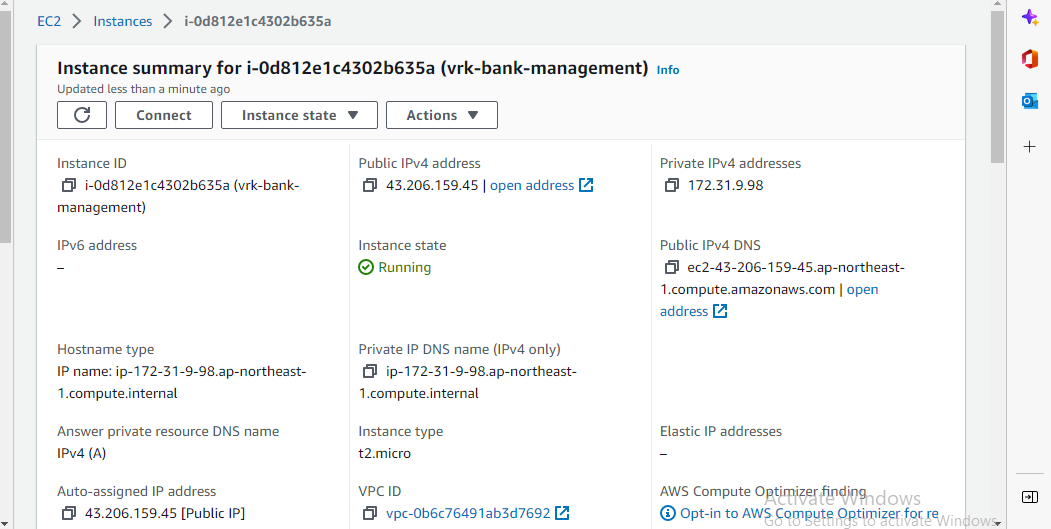 EC2 > Instances > i-0d812e1c4302b635a
Instance summary for i-0d812e1c4302b635a (vrk-bank-management) Info
Updated less than a minute ago
Connect Instance state Actions
Instance ID
i-0d812e1c4302b635a (vrk-bank-
management)
Public IPv4 address
43.206.159.45 | open address
Private IPv4 addresses
172.31.9.98
IPv6 address
–
Instance state
Running
Public IPv4 DNS
ec2-43-206-159-45.ap-northeast-
1.compute.amazonaws.com | open
address
Hostname type
IP name: ip-172-31-9-98.ap-northeast-
1.compute.internal
Private IP DNS name (IPv4 only)
ip-172-31-9-98.ap-northeast-
1.compute.internal
Answer private resource DNS name
IPv4 (A)
Instance type
t2.micro
Elastic IP addresses
–
Auto-assigned IP address
43.206.159.45 [Public IP]
VPC ID
vpc-0b6c76491ab3d7692
AWS Compute Optimizer finding
Opt-in to AWS Compute Optimizer for re
Activate Windows
Go to Settings to activate Windows.